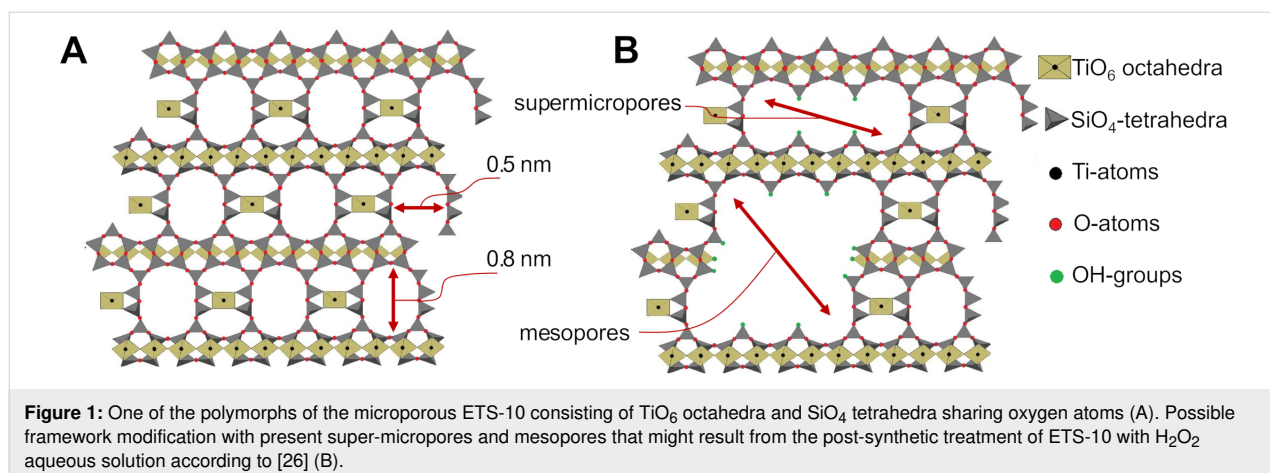 A
B
supermicropores
0.5 nm
0.8 nm
mesopores
TiO₆ octahedra
SiO₄-tetrahedra
Ti-atoms
O-atoms
OH-groups
Figure 1: One of the polymorphs of the microporous ETS-10 consisting of TiO₆ octahedra and SiO₄ tetrahedra sharing oxygen atoms (A). Possible
framework modification with present super-micropores and mesopores that might result from the post-synthetic treatment of ETS-10 with H₂O₂
aqueous solution according to [26] (B).